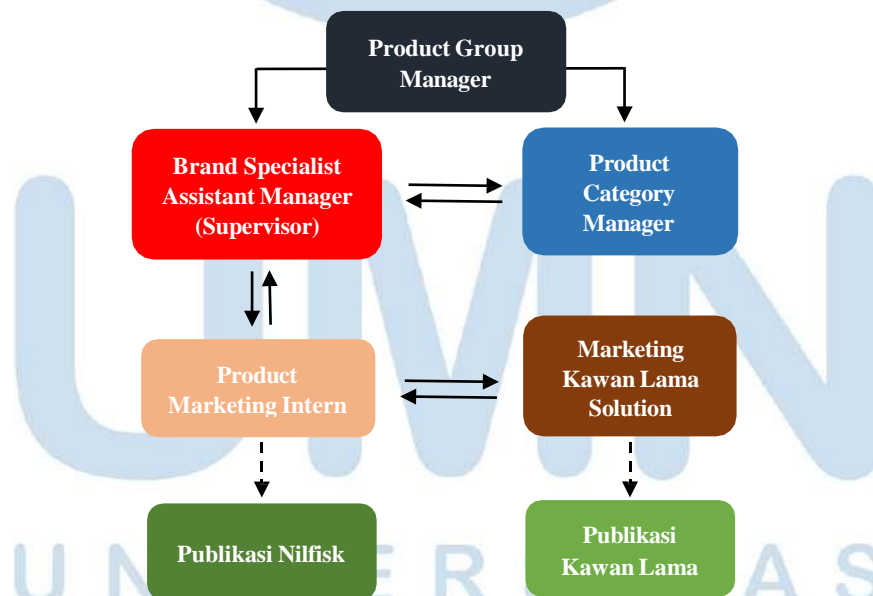 Product Group
Manager
Brand Specialist
Assistant Manager
(Supervisor)
Product
Category
Manager
Product
Marketing Intern
Marketing
Kawan Lama
Solution
Publikasi Nilfisk
Publikasi
Kawan Lama
UMN